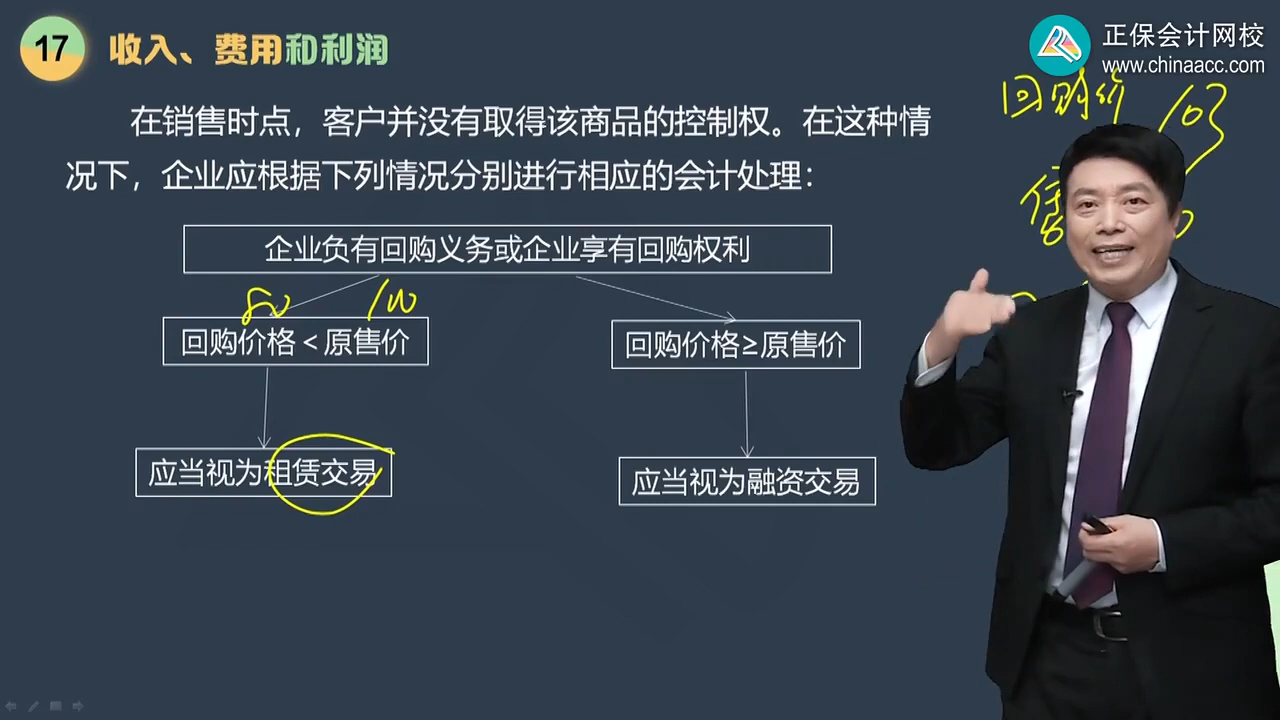 17 收入、费用和利润
正保会计网校
www.chinaacc.com
在销售时点，客户并没有取得该商品的控制权。在这种情
况下，企业应根据下列情况分别进行相应的会计处理：
回购价 103
企业负有回购义务或企业享有回购权利
80 100
回购价格＜原售价
回购价格≥原售价
应当视为租赁交易
应当视为融资交易